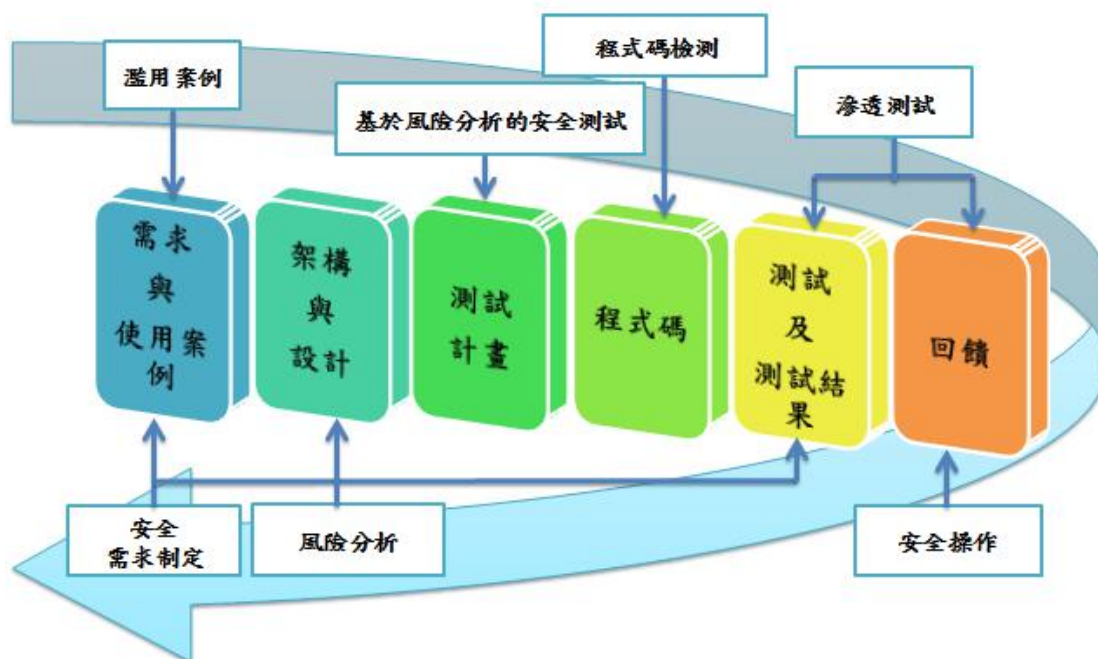 程式碼檢測
濫用案例
滲透測試
基於風險分析的安全測試
需求
與
使用案
例
架構
與
設計
測試
計畫
程式碼
測試
及
測試結
果
回饋
安全
需求制定
風險分析
安全操作